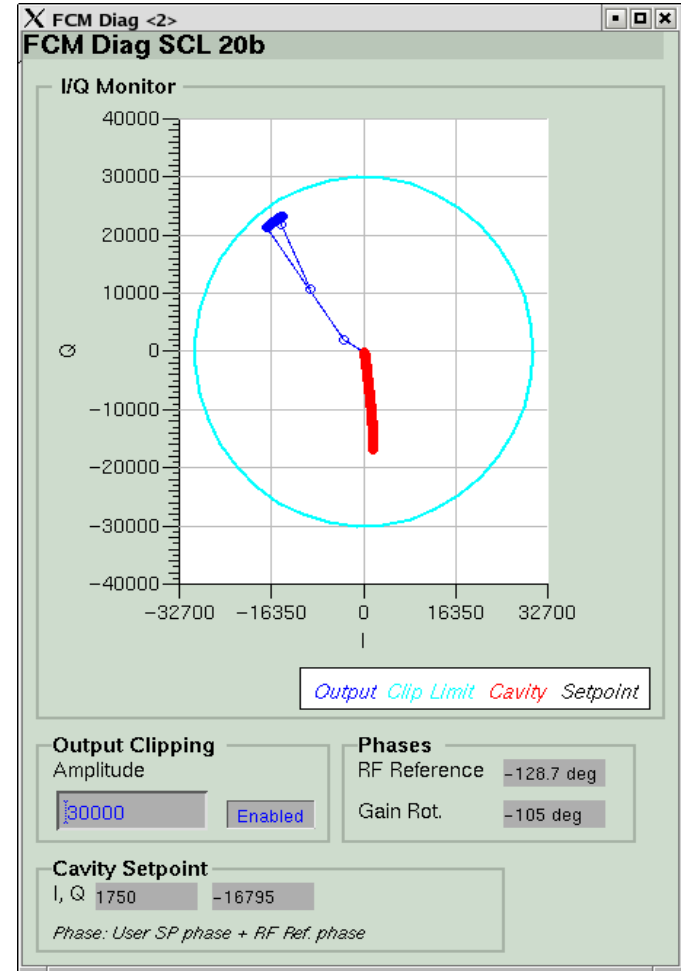 FCM Diag <2>
FCM Diag SCL 20b
I/Q Monitor
40000
30000
20000
10000
0
-10000
-20000
-30000
-40000
Q
-32700 -16350 0 16350 32700
I
Output Clip Limit Cavity Setpoint
Output Clipping
Amplitude
30000 Enabled
Phases
RF Reference -128.7 deg
Gain Rot. -105 deg
Cavity Setpoint
I, Q 1750 -16795
Phase: User SP phase + RF Ref. phase